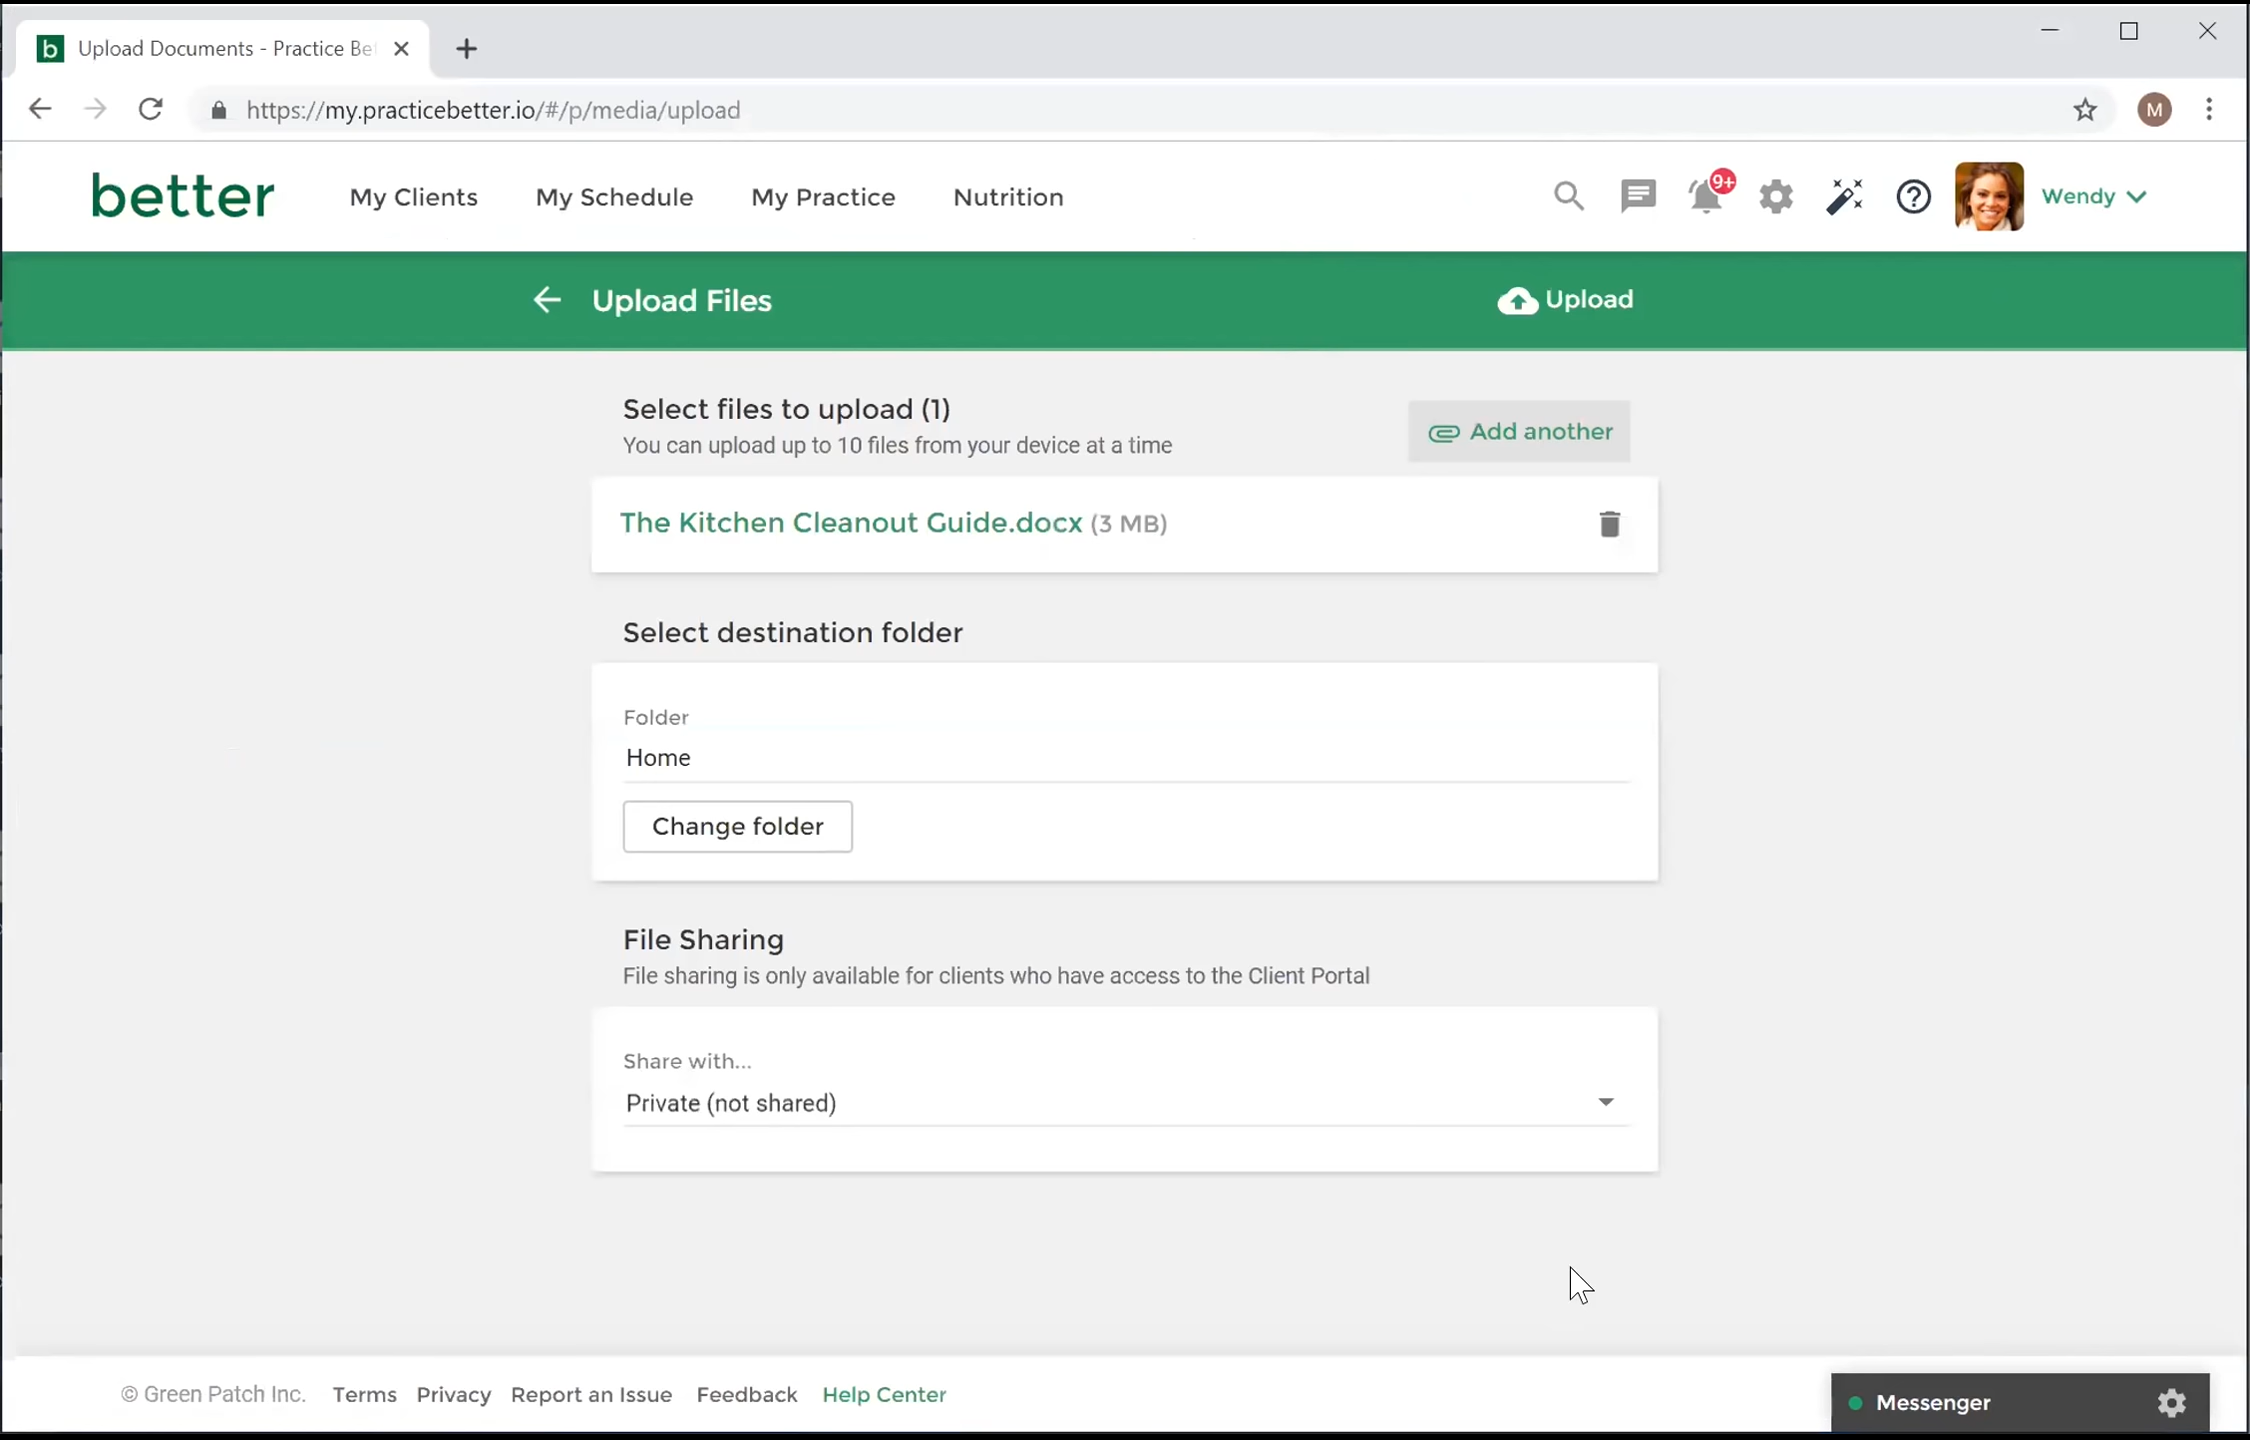 b Upload Documents - Practice Be
https://my.practicebetter.io/#/p/media/upload
M
better My Clients My Schedule My Practice Nutrition 9+ Wendy
Upload Files Upload
Select files to upload (1)
You can upload up to 10 files from your device at a time
Add another
The Kitchen Cleanout Guide.docx (3 MB)
Select destination folder
Folder
Home
Change folder
File Sharing
File sharing is only available for clients who have access to the Client Portal
Share with...
Private (not shared)
© Green Patch Inc. Terms Privacy Report an Issue Feedback Help Center
Messenger